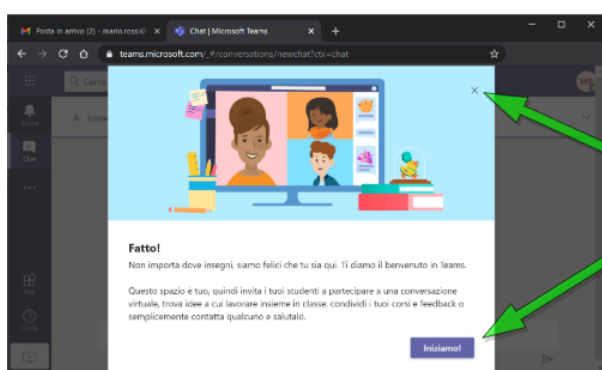 Posta in arrivo (2) - mario.rossi@
Chat | Microsoft Teams
teams.microsoft.com/_#/conversations/newchat?ctx=chat
Cerca
MR
A:
Chat
Fatto!
Non importa dove insegni, siamo felici che tu sia qui. Ti diamo il benvenuto in Teams.
Questo spazio è tuo, quindi invita i tuoi studenti a partecipare a una conversazione
virtuale, trova idee a cui lavorare insieme in classe, condividi i tuoi corsi e feedback o
semplicemente contatta qualcuno e salutalo.
Iniziamo!